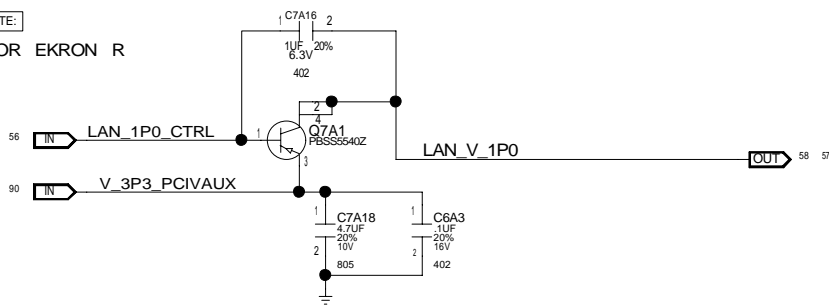 TE:
OR EKRON R
C7A16
1 2
1UF 20%
6.3V
402
2
4
56 IN LAN_1P0_CTRL 1 Q7A1
PBSS5540Z
3
LAN_V_1P0 OUT 58 57
90 IN V_3P3_PCIVAUX
1 C7A18
4.7UF
20%
10V
2
805
1 C6A3
.1UF
20%
16V
2
402